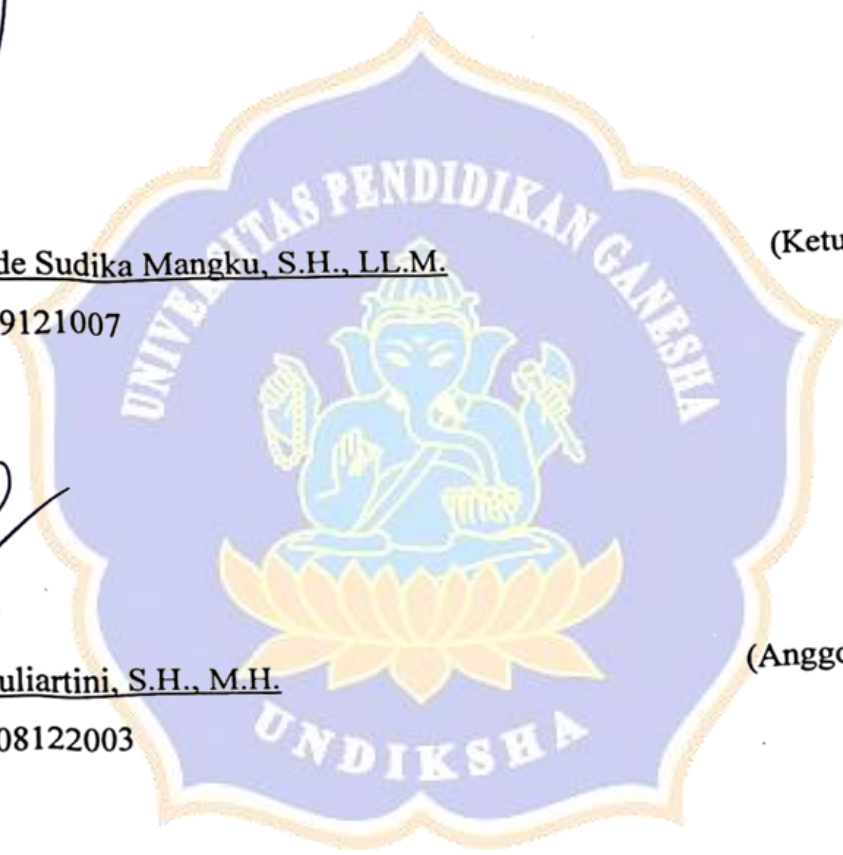 UNIVERSITAS PENDIDIKAN GANESHA
de Sudika Mangku, S.H., LL.M. (Ketu
9121007
uliartini, S.H., M.H. (Anggo
08122003
UNDIKSHA